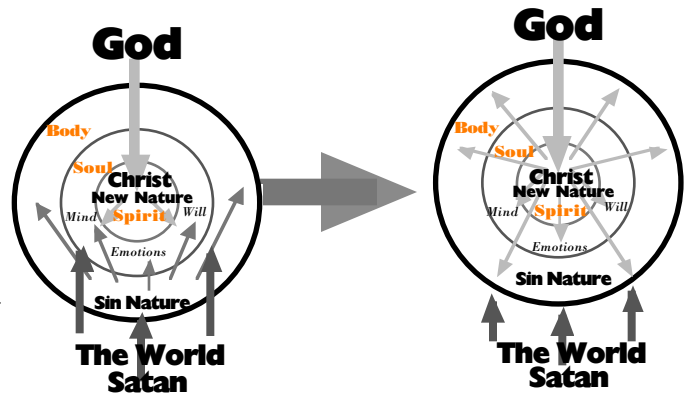 God
Body
Soul
Christ
New Nature
Mind
Spirit
Will
Emotions
Sin Nature
The World
Satan
God
Body
Soul
Christ
New Nature
Mind
Spirit
Will
Emotions
Sin Nature
The World
Satan